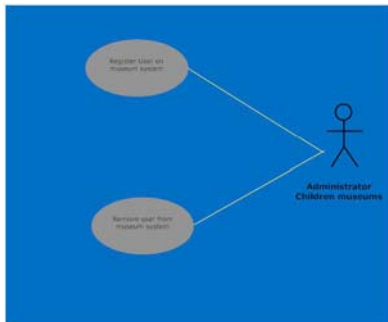 Register User on
museum system
Administrator
Children museums
Remove user from
museum system